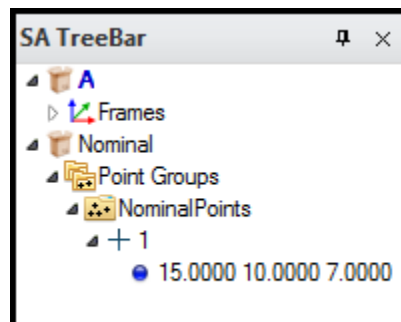 SA TreeBar
A
Frames
Nominal
Point Groups
NominalPoints
1
15.0000 10.0000 7.0000